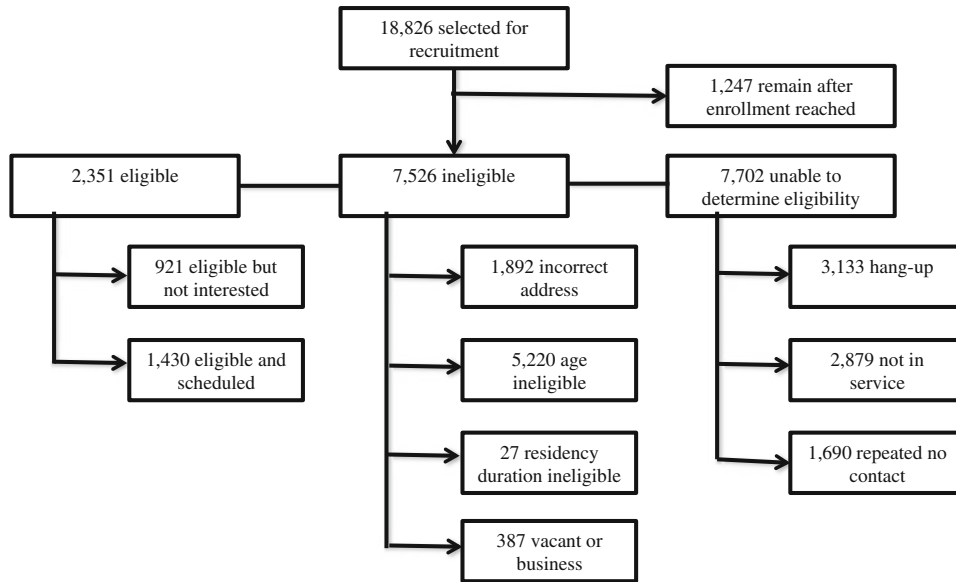 18,826 selected for
recruitment
1,247 remain after
enrollment reached
2,351 eligible
7,526 ineligible
7,702 unable to
determine eligibility
921 eligible but
not interested
1,430 eligible and
scheduled
1,892 incorrect
address
5,220 age
ineligible
27 residency
duration ineligible
387 vacant or
business
3,133 hang-up
2,879 not in
service
1,690 repeated no
contact